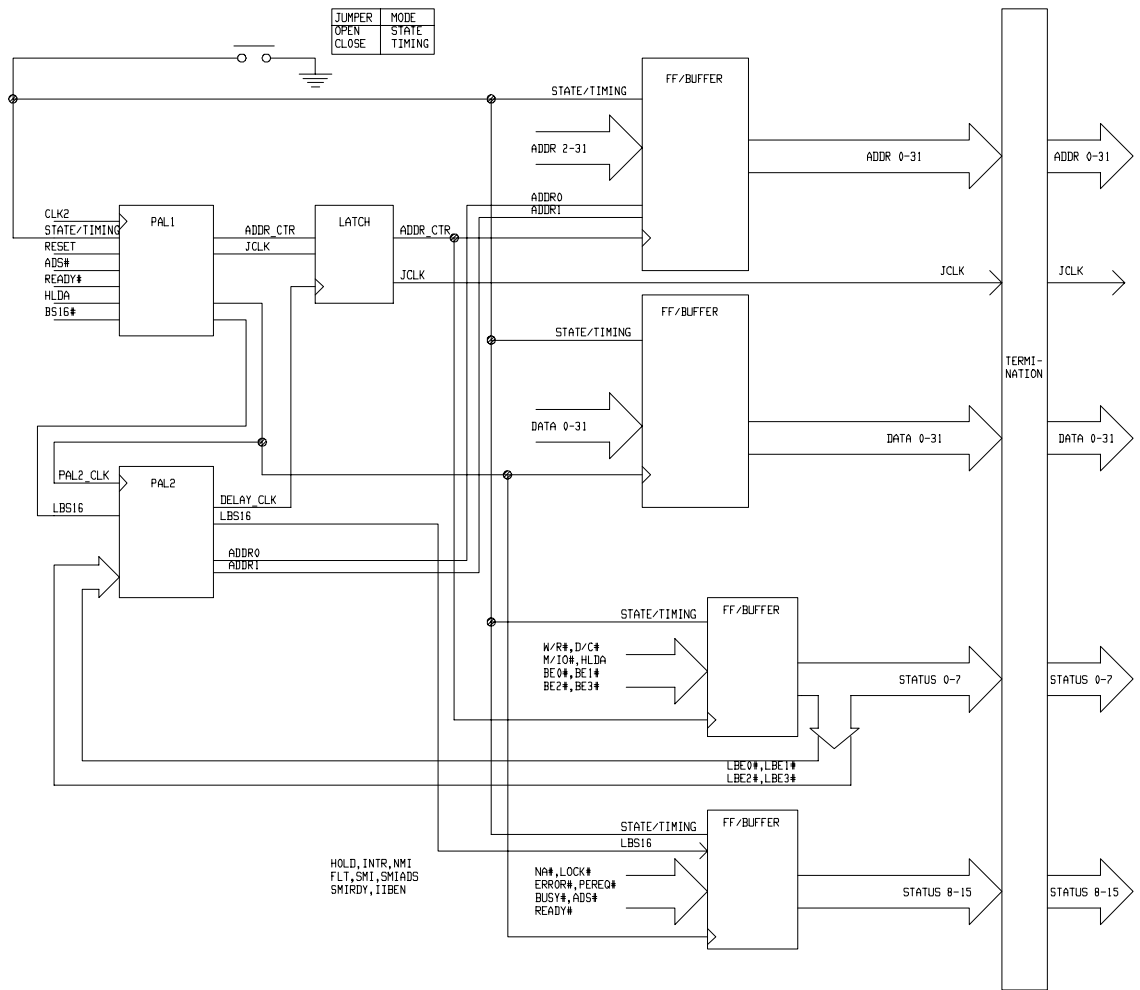 JUMPER MODE
OPEN STATE
CLOSE TIMING
FF/BUFFER
STATE/TIMING
ADDR 2-31
ADDR 0-31
ADDR 0-31
ADDR0
ADDR1
CLK2
STATE/TIMING
RESET
ADS#
READY#
HLDA
BS16#
PAL1
ADDR_CTR
JCLK
LATCH
ADDR_CTR
JCLK
JCLK
JCLK
FF/BUFFER
STATE/TIMING
DATA 0-31
DATA 0-31
DATA 0-31
TERMI-
NATION
PAL2_CLK
LBS16
PAL2
DELAY_CLK
LBS16
ADDR0
ADDR1
FF/BUFFER
STATE/TIMING
W/R#,D/C#
M/IO#,HLDA
BE0#,BE1#
BE2#,BE3#
STATUS 0-7
STATUS 0-7
LBE0#,LBE1#
LBE2#,LBE3#
FF/BUFFER
STATE/TIMING
LBS16
HOLD,INTR,NMI
FLT,SMI,SMIADS
SMIRDY,IIBEN
NA#,LOCK#
ERROR#,PEREQ#
BUSY#,ADS#
READY#
STATUS 8-15
STATUS 8-15